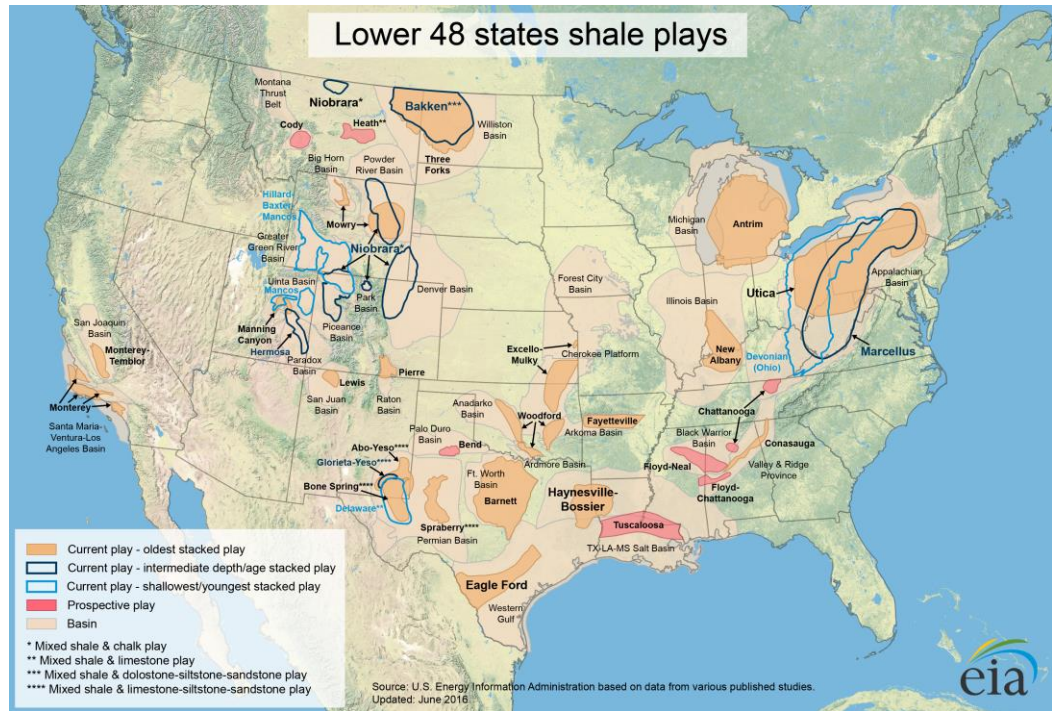 Lower 48 states shale plays
Montana
Thrust
Belt
Niobrara*
Bakken***
Cody
Heath**
Williston
Basin
Big Horn
Basin
Powder
River Basin
Three
Forks
Hillard-
Baxter-
Mancos
Mowry
Greater
Green River
Basin
Niobrara*
Uinta Basin
Mancos
Park
Basin
Denver Basin
Manning
Canyon
Hermosa
Piceance
Basin
Paradox
Basin
San Joaquin
Basin
Monterey-
Temblor
Monterey
Santa Maria-
Ventura-Los
Angeles Basin
Lewis
San Juan
Basin
Pierre
Raton
Basin
Michigan
Basin
Antrim
Forest City
Basin
Illinois Basin
Utica
Appalachian
Basin
Excello-
Mulky
Cherokee Platform
New
Albany
Devonian
(Ohio)
Marcellus
Anadarko
Basin
Palo Duro
Basin
Woodford
Fayetteville
Arkoma Basin
Chattanooga
Black Warrior
Basin
Conasauga
Abo-Yeso****
Glorieta-Yeso****
Bone Spring****
Delaware**
Bend
Ardmore Basin
Floyd-Neal
Valley & Ridge
Province
Floyd-
Chattanooga
Ft. Worth
Basin
Barnett
Haynesville-
Bossier
Spraberry****
Permian Basin
Tuscaloosa
TX-LA-MS Salt Basin
Eagle Ford
Western
Gulf
Current play - oldest stacked play
Current play - intermediate depth/age stacked play
Current play - shallowest/youngest stacked play
Prospective play
Basin
* Mixed shale & chalk play
** Mixed shale & limestone play
*** Mixed shale & dolostone-siltstone-sandstone play
**** Mixed shale & limestone-siltstone-sandstone play
Source: U.S. Energy Information Administration based on data from various published studies.
Updated: June 2016
eia